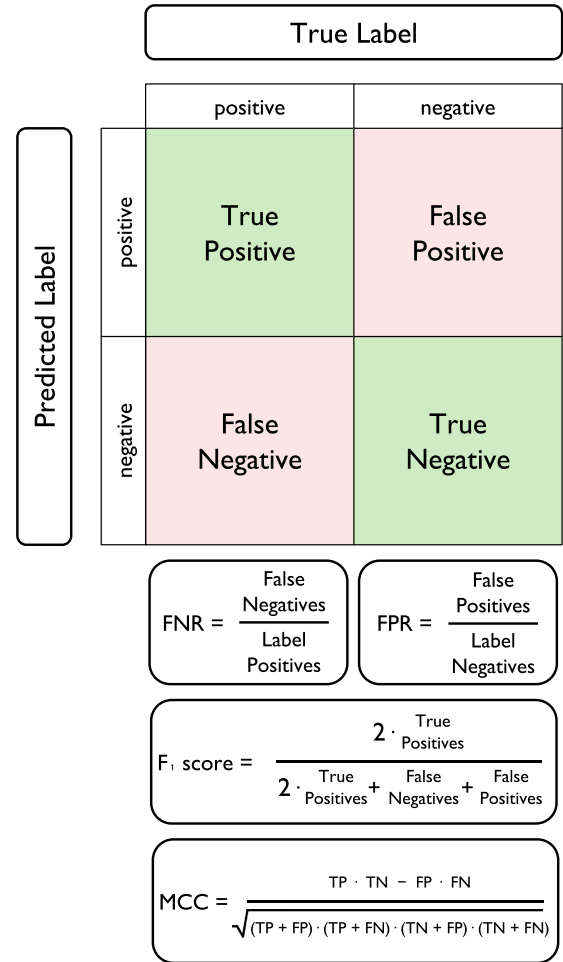 True Label
positive negative
Predicted Label
positive
True
Positive
False
Positive
negative
False
Negative
True
Negative
FNR = False
Negatives
Label
Positives
FPR = False
Positives
Label
Negatives
F₁ score = 2 · True
Positives
2 · True
Positives + False
Negatives + False
Positives
MCC = TP · TN − FP · FN
√(TP + FP) · (TP + FN) · (TN + FP) · (TN + FN)